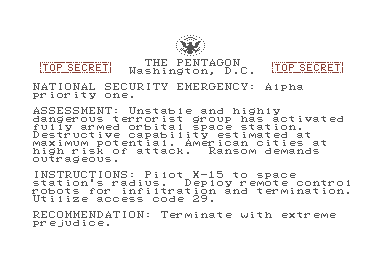 THE PENTAGON
TOP SECRET Washington, D.C. TOP SECRET
NATIONAL SECURITY EMERGENCY: Alpha
priority one.
ASSESSMENT: Unstable and highly
dangerous terrorist group has activated
fully armed orbital space station.
Destructive capability estimated at
maximum potential. American cities at
high risk of attack. Ransom demands
outrageous.
INSTRUCTIONS: Pilot X-15 to space
station's radius. Deploy remote control
robots for infiltration and termination.
Utilize access code 29.
RECOMMENDATION: Terminate with extreme
prejudice.